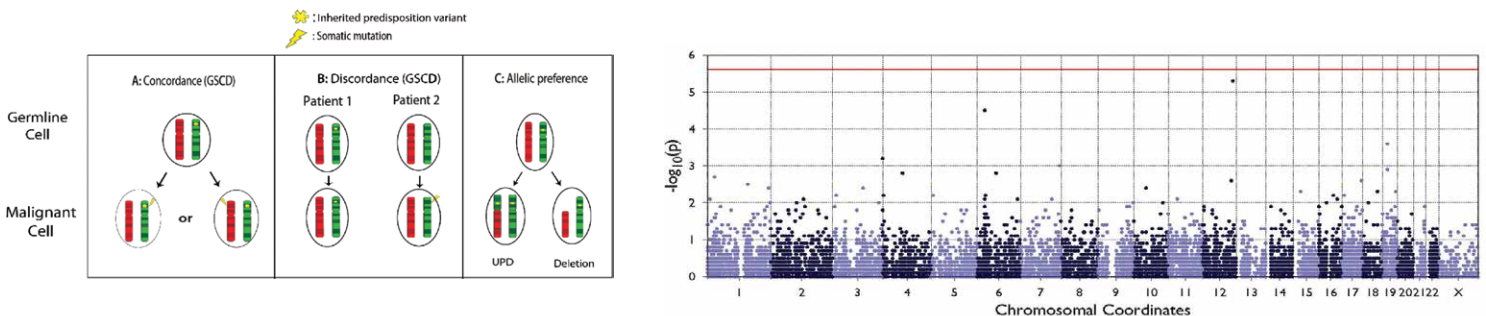 : Inherited predisposition variant
: Somatic mutation
A: Concordance (GSCD)
B: Discordance (GSCD)
C: Allelic preference
Patient 1
Patient 2
Germline
Cell
Malignant
Cell
or
UPD
Deletion
6
5
4
3
2
1
0
-log10(p)
1 2 3 4 5 6 7 8 9 10 11 12 13 14 15 16 17 18 19 20 21 22 X
Chromosomal Coordinates